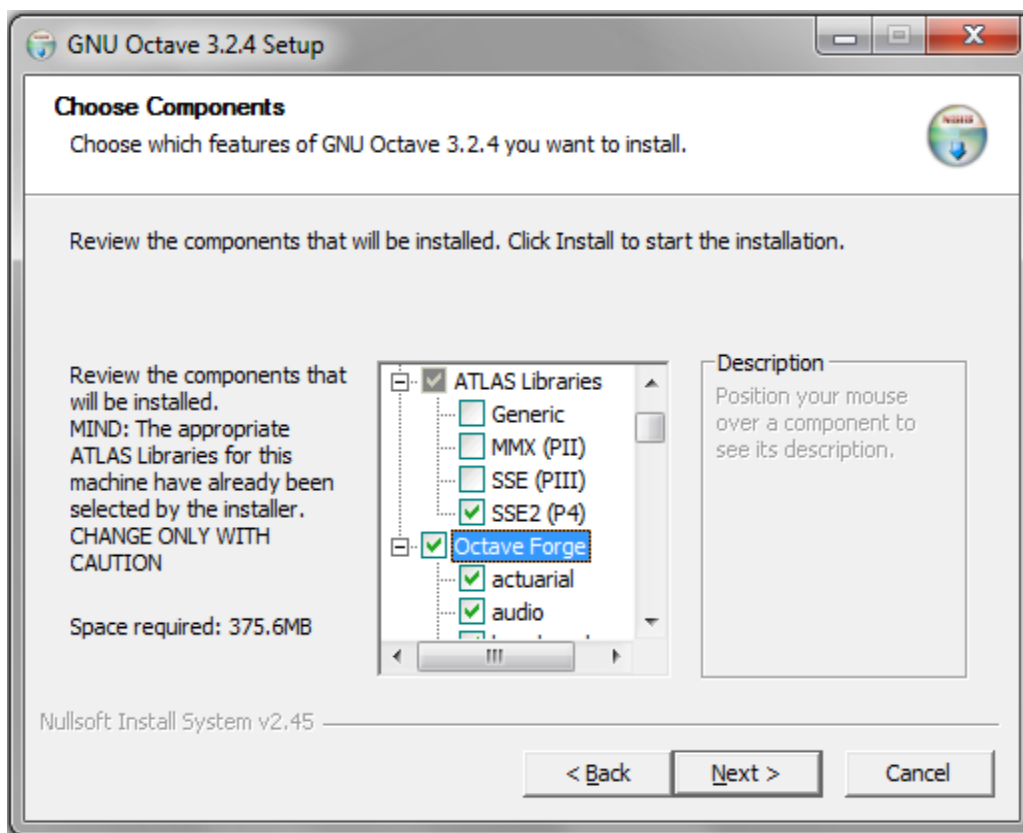 GNU Octave 3.2.4 Setup
Choose Components
Choose which features of GNU Octave 3.2.4 you want to install.
Review the components that will be installed. Click Install to start the installation.
Review the components that
will be installed.
MIND: The appropriate
ATLAS Libraries for this
machine have already been
selected by the installer.
CHANGE ONLY WITH
CAUTION
Space required: 375.6MB
ATLAS Libraries
Generic
MMX (PII)
SSE (PIII)
SSE2 (P4)
Octave Forge
actuarial
audio
Description
Position your mouse
over a component to
see its description.
Nullsoft Install System v2.45
< Back
Next >
Cancel